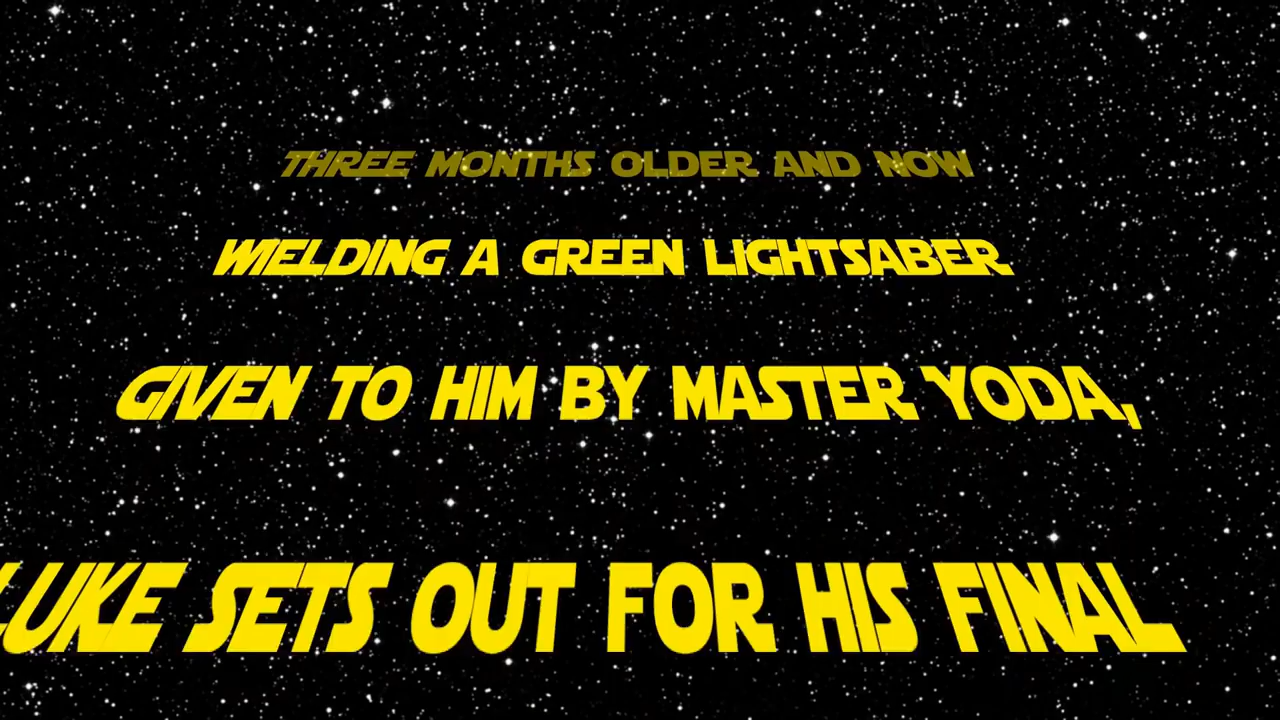 THREE MONTHS OLDER AND NOW
WIELDING A GREEN LIGHTSABER
GIVEN TO HIM BY MASTER YODA,
LUKE SETS OUT FOR HIS FINAL